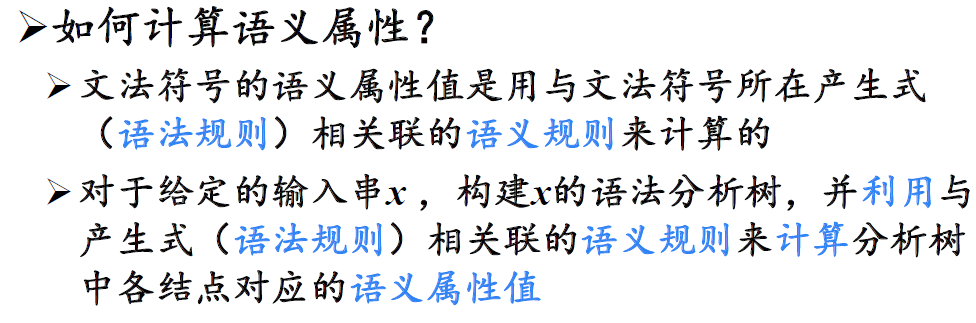 ➢如何计算语义属性？
➢文法符号的语义属性值是用与文法符号所在产生式
（语法规则）相关联的语义规则来计算的
➢对于给定的输入串x ，构建x的语法分析树，并利用与
产生式（语法规则）相关联的语义规则来计算分析树
中各结点对应的语义属性值